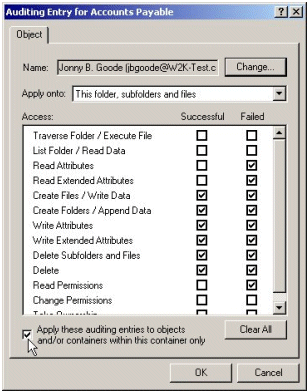 Auditing Entry for Accounts Payable
Object
Name: Jonny B. Goode (jbgoode@W2K-Test.c Change...
Apply onto: This folder, subfolders and files
Access: Successful Failed
Traverse Folder / Execute File
List Folder / Read Data
Read Attributes
Read Extended Attributes
Create Files / Write Data
Create Folders / Append Data
Write Attributes
Write Extended Attributes
Delete Subfolders and Files
Delete
Read Permissions
Change Permissions
Take Ownership
Apply these auditing entries to objects
and/or containers within this container only
Clear All
OK Cancel